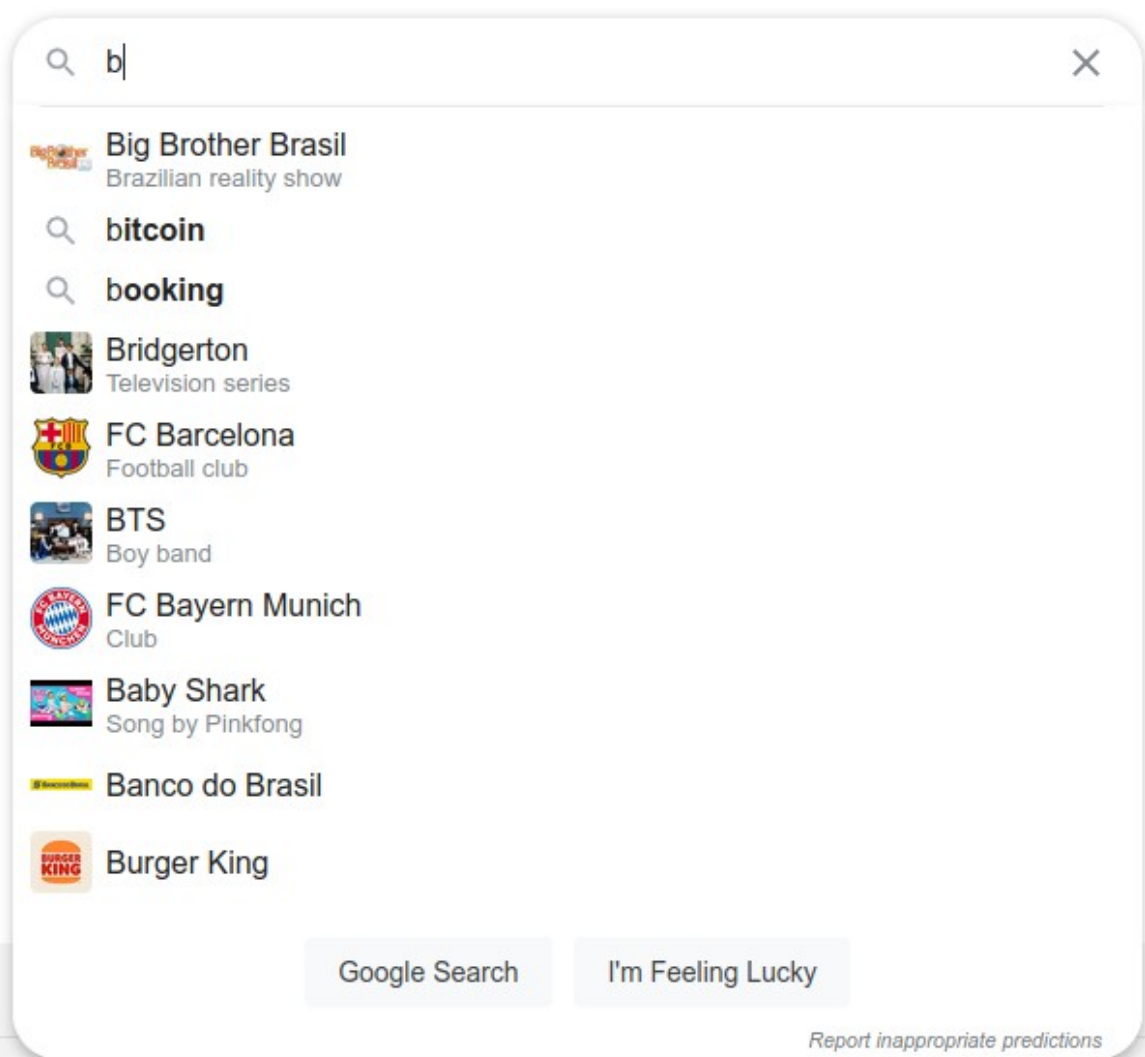 b
Big Brother Brasil
Brazilian reality show
bitcoin
booking
Bridgerton
Television series
FC Barcelona
Football club
BTS
Boy band
FC Bayern Munich
Club
Baby Shark
Song by Pinkfong
Banco do Brasil
BURGER
KING
Burger King
Google Search
I'm Feeling Lucky
Report inappropriate predictions